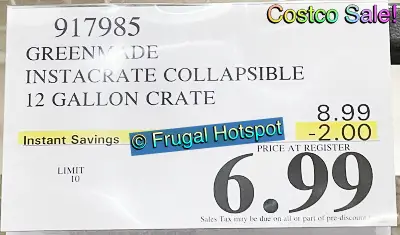 Costco Sale!
917985
GREENMADE
INSTACRATE COLLAPSIBLE
12 GALLON CRATE
8.99
Instant Savings -2.00
© Frugal Hotspot
PRICE AT REGISTER
LIMIT
10
6.99
Sales Tax may be due on all or part of pre-discount